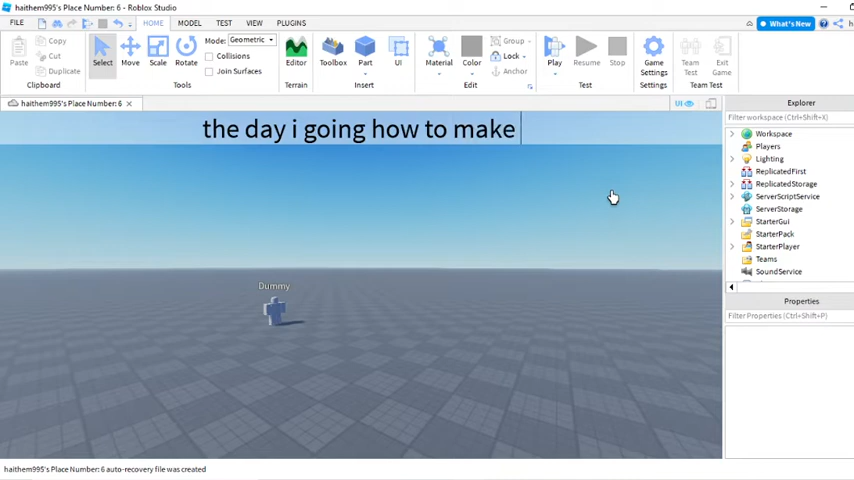 haithem995's Place Number: 6 - Roblox Studio
FILE HOME MODEL TEST VIEW PLUGINS What's New
Paste Copy Cut Duplicate Clipboard
Select Move Scale Rotate Mode: Geometric Collisions Join Surfaces Tools
Editor Terrain
Toolbox Part UI Insert
Material Color Group Lock Anchor Edit
Play Resume Stop Test
Game Settings Settings
Team Test Exit Game Team Test
haithem995's Place Number: 6
UI
the day i going how to make
Dummy
Explorer
Filter workspace (Ctrl+Shift+X)
Workspace
Players
Lighting
ReplicatedFirst
ReplicatedStorage
ServerScriptService
ServerStorage
StarterGui
StarterPack
StarterPlayer
Teams
SoundService
Properties
Filter Properties (Ctrl+Shift+P)
haithem995's Place Number: 6 auto-recovery file was created